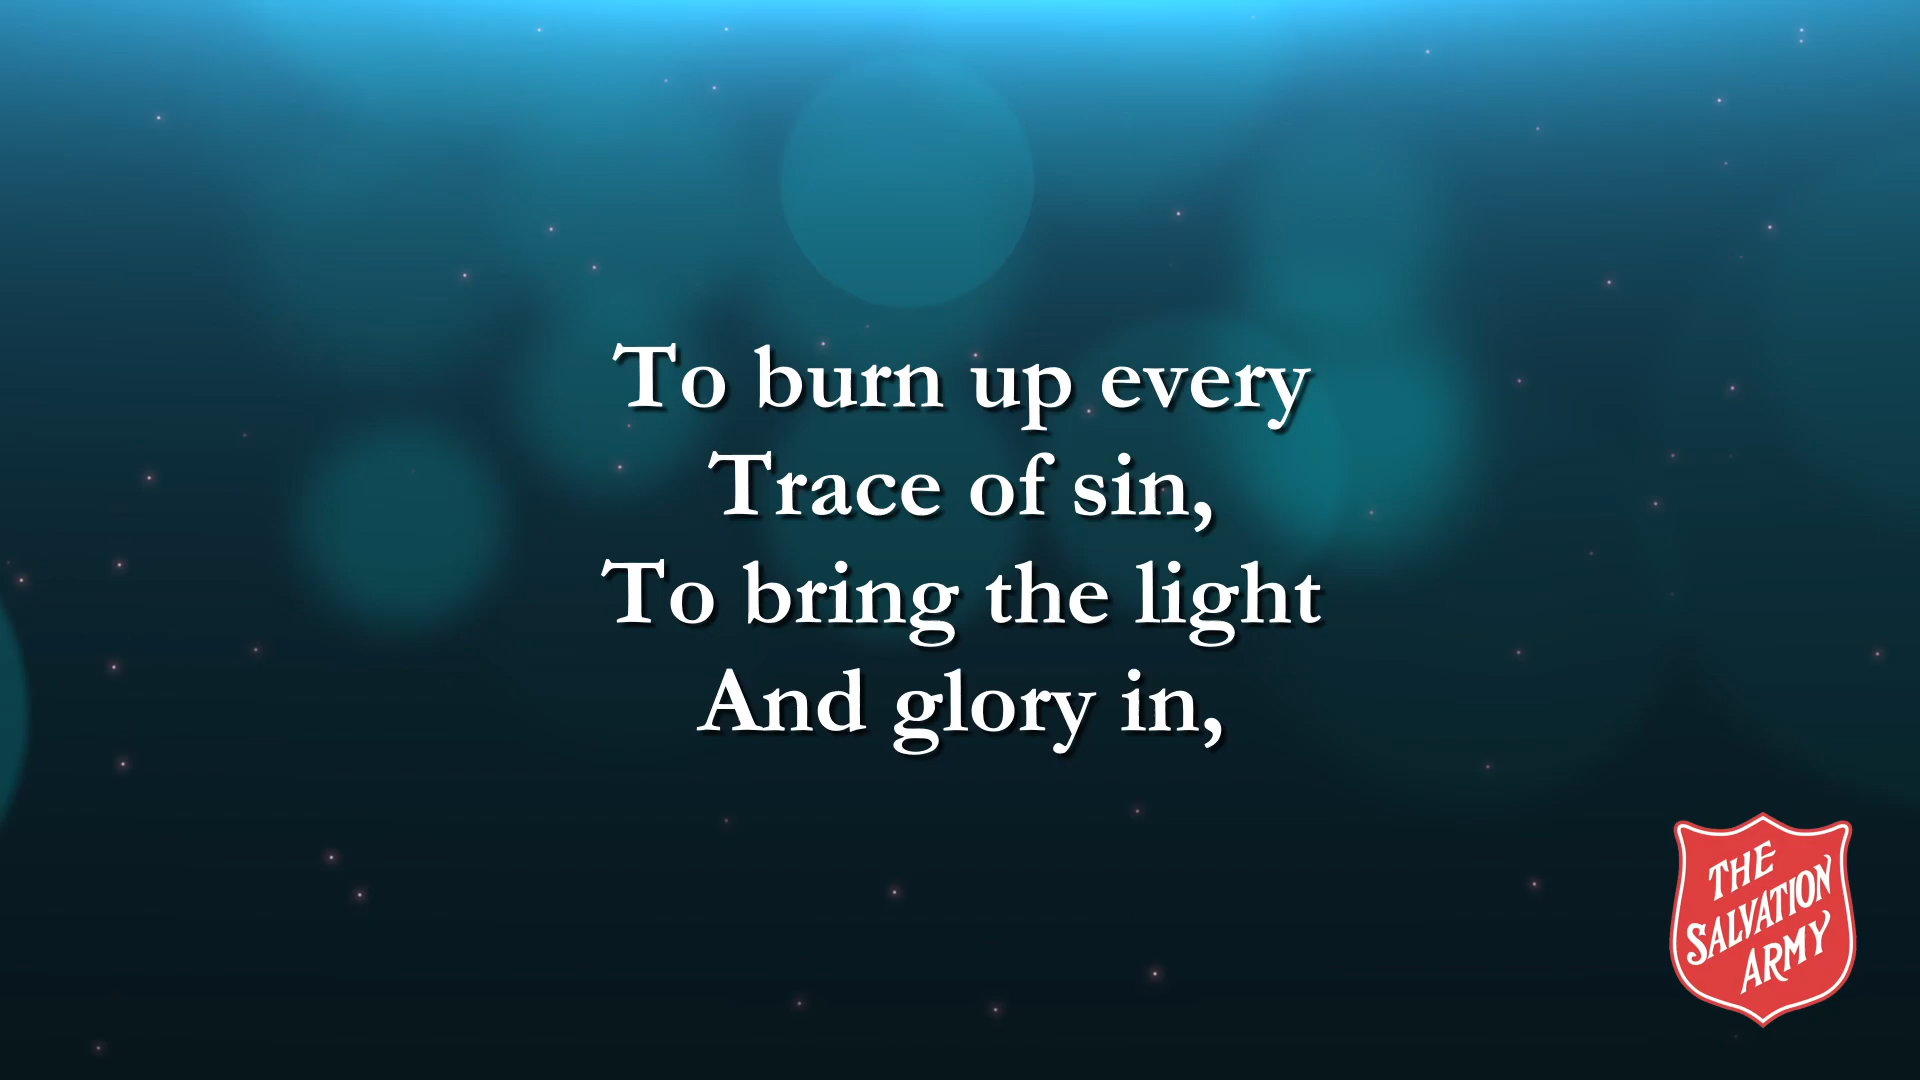 To burn up every
Trace of sin,
To bring the light
And glory in,
THE
SALVATION
ARMY